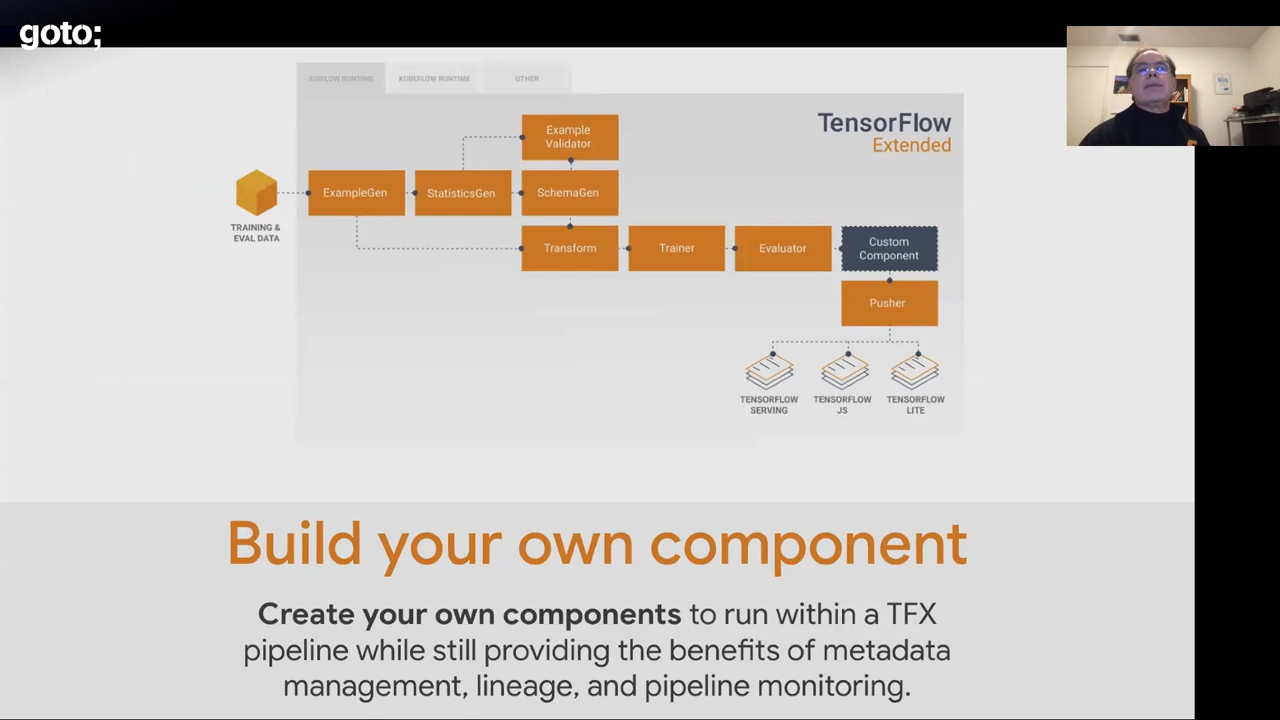 goto;
AIRFLOW RUNTIME
KUBEFLOW RUNTIME
OTHER
TensorFlow
Extended
Example
Validator
TRAINING &
EVAL DATA
ExampleGen
StatisticsGen
SchemaGen
Transform
Trainer
Evaluator
Custom
Component
Pusher
TENSORFLOW
SERVING
TENSORFLOW
JS
TENSORFLOW
LITE
Build your own component
Create your own components to run within a TFX
pipeline while still providing the benefits of metadata
management, lineage, and pipeline monitoring.